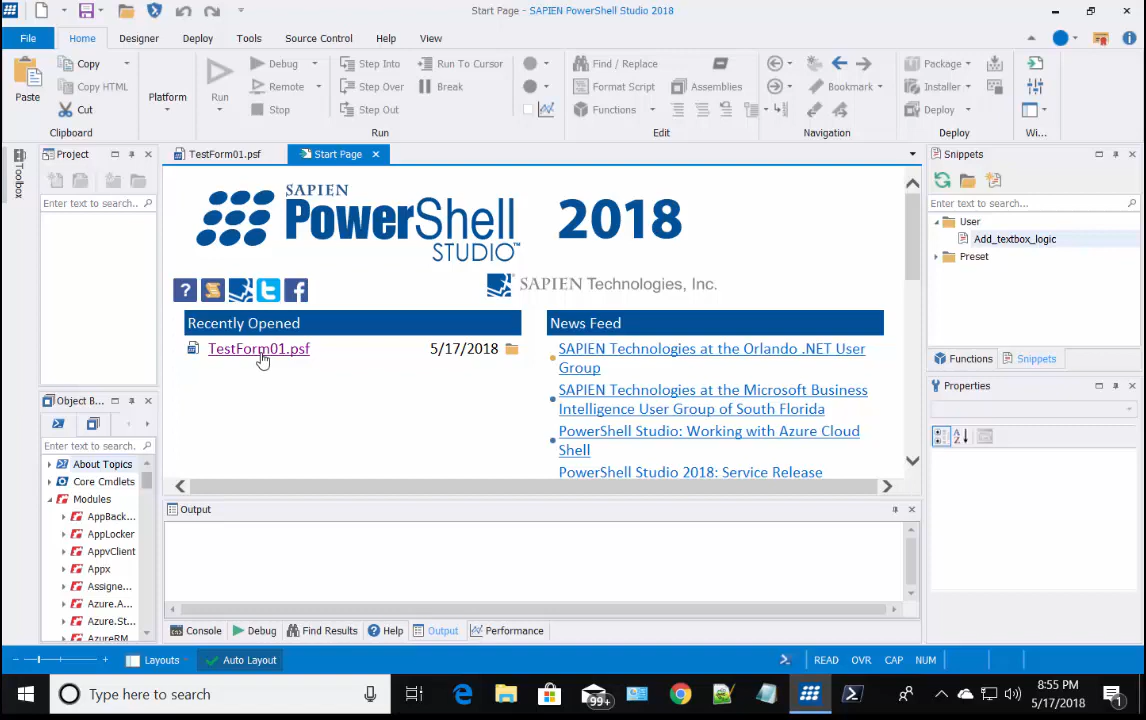 Start Page - SAPIEN PowerShell Studio 2018
File
Home
Designer
Deploy
Tools
Source Control
Help
View
Paste
Copy
Copy HTML
Cut
Clipboard
Platform
Run
Debug
Remote
Stop
Step Into
Step Over
Step Out
Run To Cursor
Break
Run
Find / Replace
Format Script
Functions
Assemblies
Edit
Bookmark
Navigation
Package
Installer
Deploy
Deploy
Wi...
Toolbox
Project
Enter text to search..
TestForm01.psf
Start Page
SAPIEN
PowerShell
STUDIO™
2018
SAPIEN Technologies, Inc.
Recently Opened
TestForm01.psf
5/17/2018
News Feed
SAPIEN Technologies at the Orlando .NET User
Group
SAPIEN Technologies at the Microsoft Business
Intelligence User Group of South Florida
PowerShell Studio: Working with Azure Cloud
Shell
PowerShell Studio 2018: Service Release
Snippets
Enter text to search...
User
Add_textbox_logic
Preset
Functions
Snippets
Properties
Object B...
Enter text to search..
About Topics
Core Cmdlets
Modules
AppBack...
AppLocker
AppvClient
Appx
Assigne...
Azure.A...
Azure.St...
AzureRM
Output
Console
Debug
Find Results
Help
Output
Performance
Layouts
Auto Layout
READ
OVR
CAP
NUM
Type here to search
99+
8:55 PM
5/17/2018
1